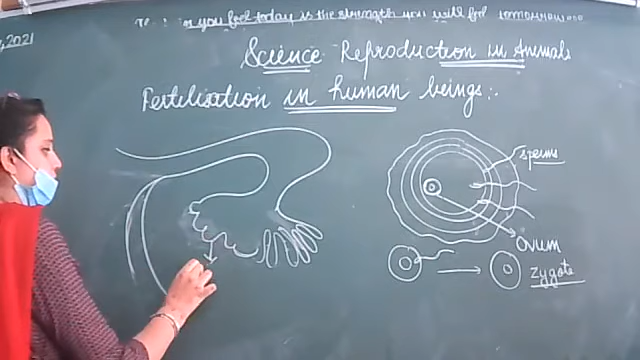 you feel today is the strength you will feel tomorrow
2021
Science Reproduction in Animals
Fertilisation in human beings:-
sperms
Ovum
zygote